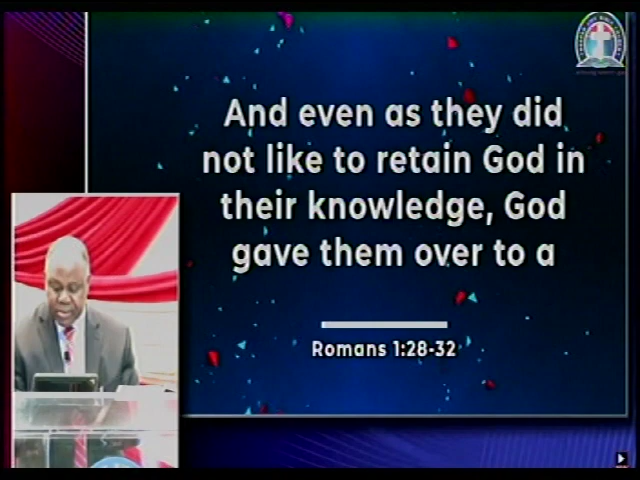 And even as they did
not like to retain God in
their knowledge, God
gave them over to a
Romans 1:28-32